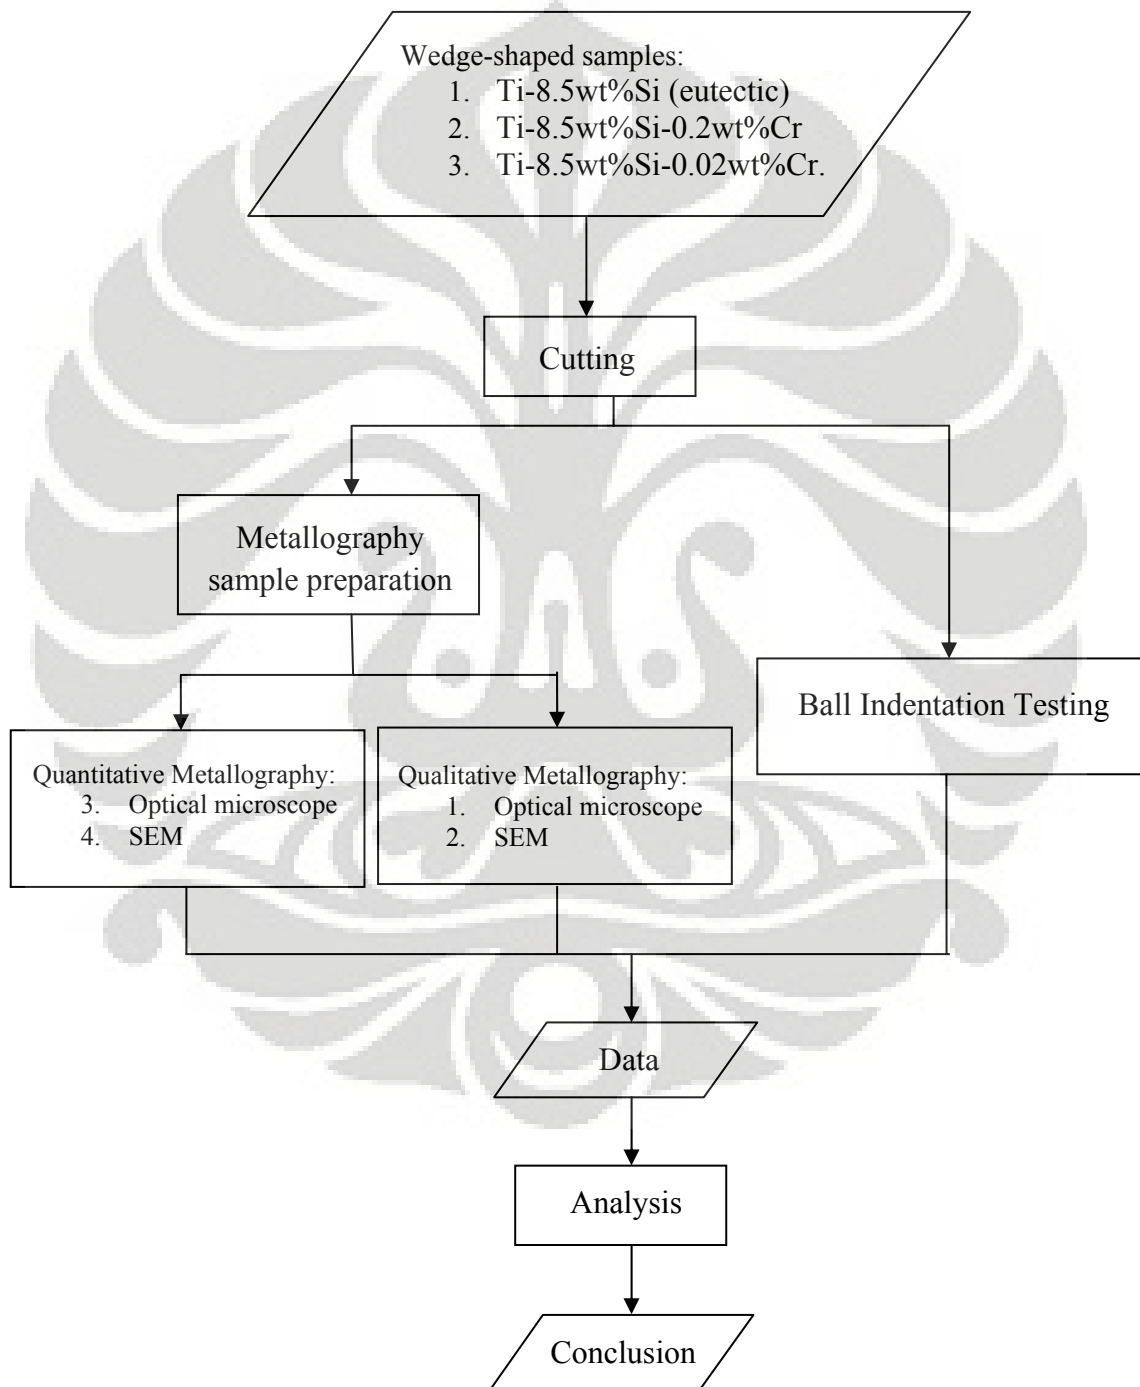 Wedge-shaped samples:
1. Ti-8.5wt%Si (eutectic)
2. Ti-8.5wt%Si-0.2wt%Cr
3. Ti-8.5wt%Si-0.02wt%Cr.
Cutting
Metallography
sample preparation
Ball Indentation Testing
Quantitative Metallography:
3. Optical microscope
4. SEM
Qualitative Metallography:
1. Optical microscope
2. SEM
Data
Analysis
Conclusion